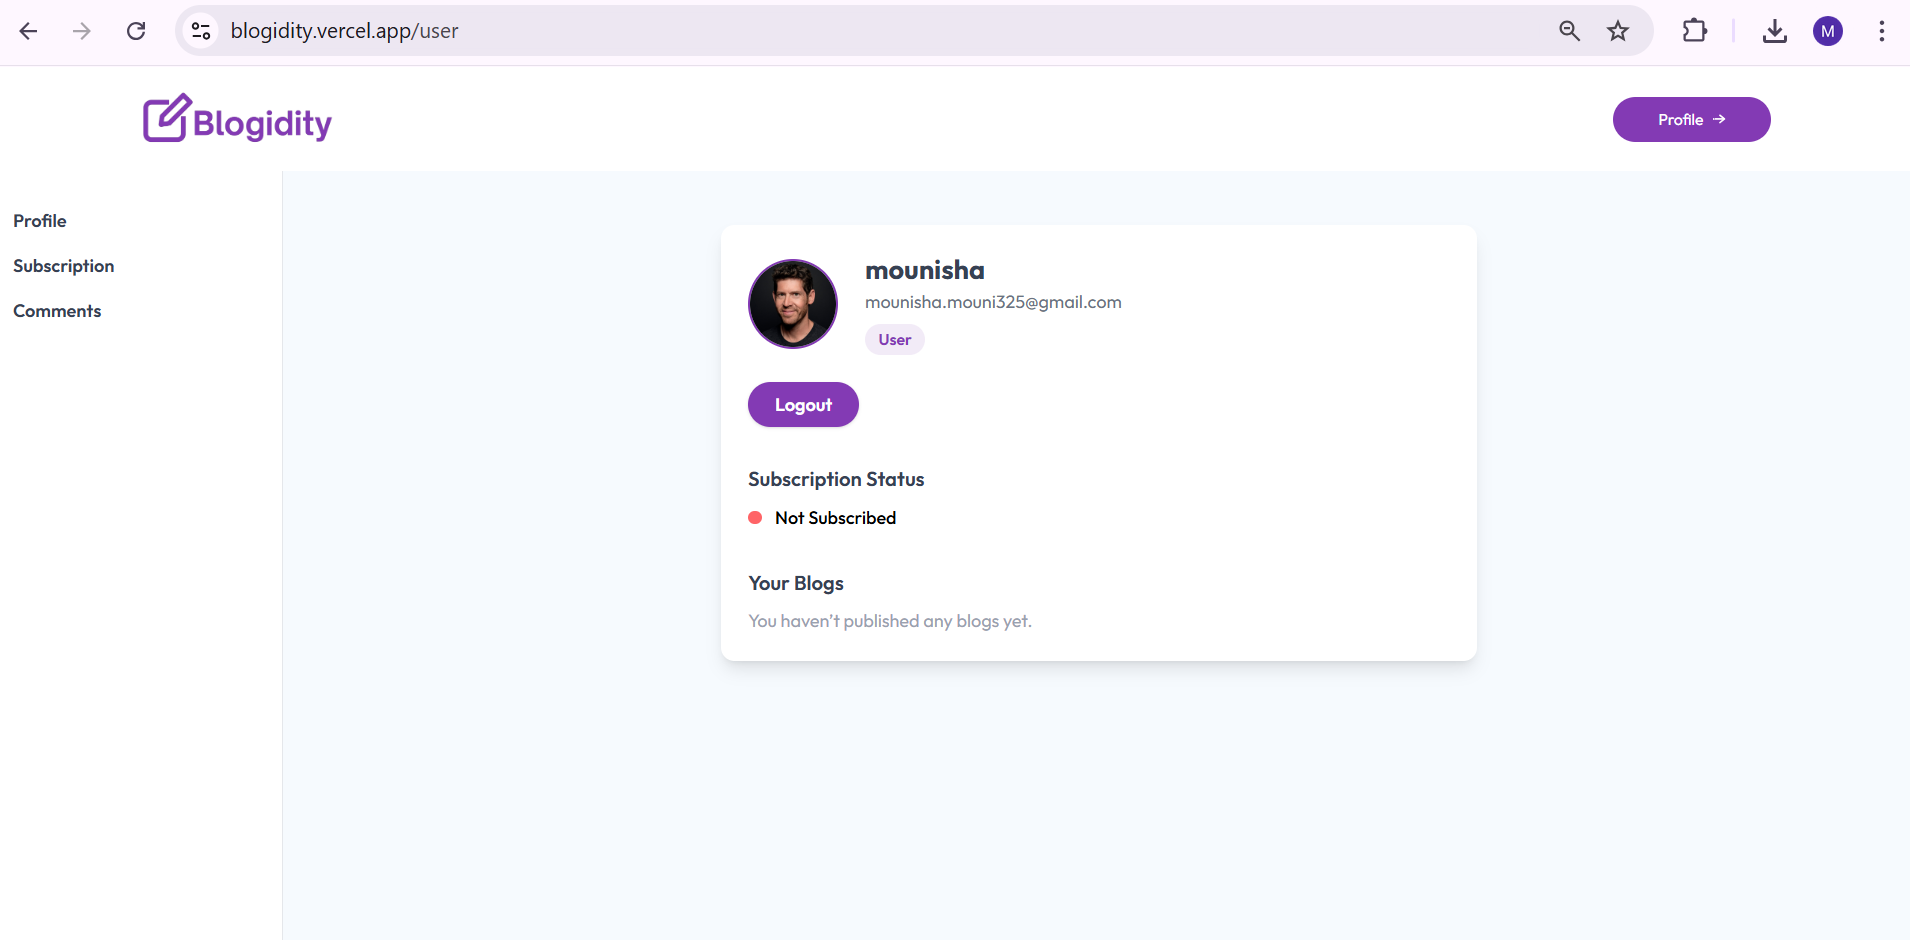 blogidity.vercel.app/user
M
Blogidity
Profile →
Profile
Subscription
Comments
mounisha
mounisha.mouni325@gmail.com
User
Logout
Subscription Status
Not Subscribed
Your Blogs
You haven’t published any blogs yet.